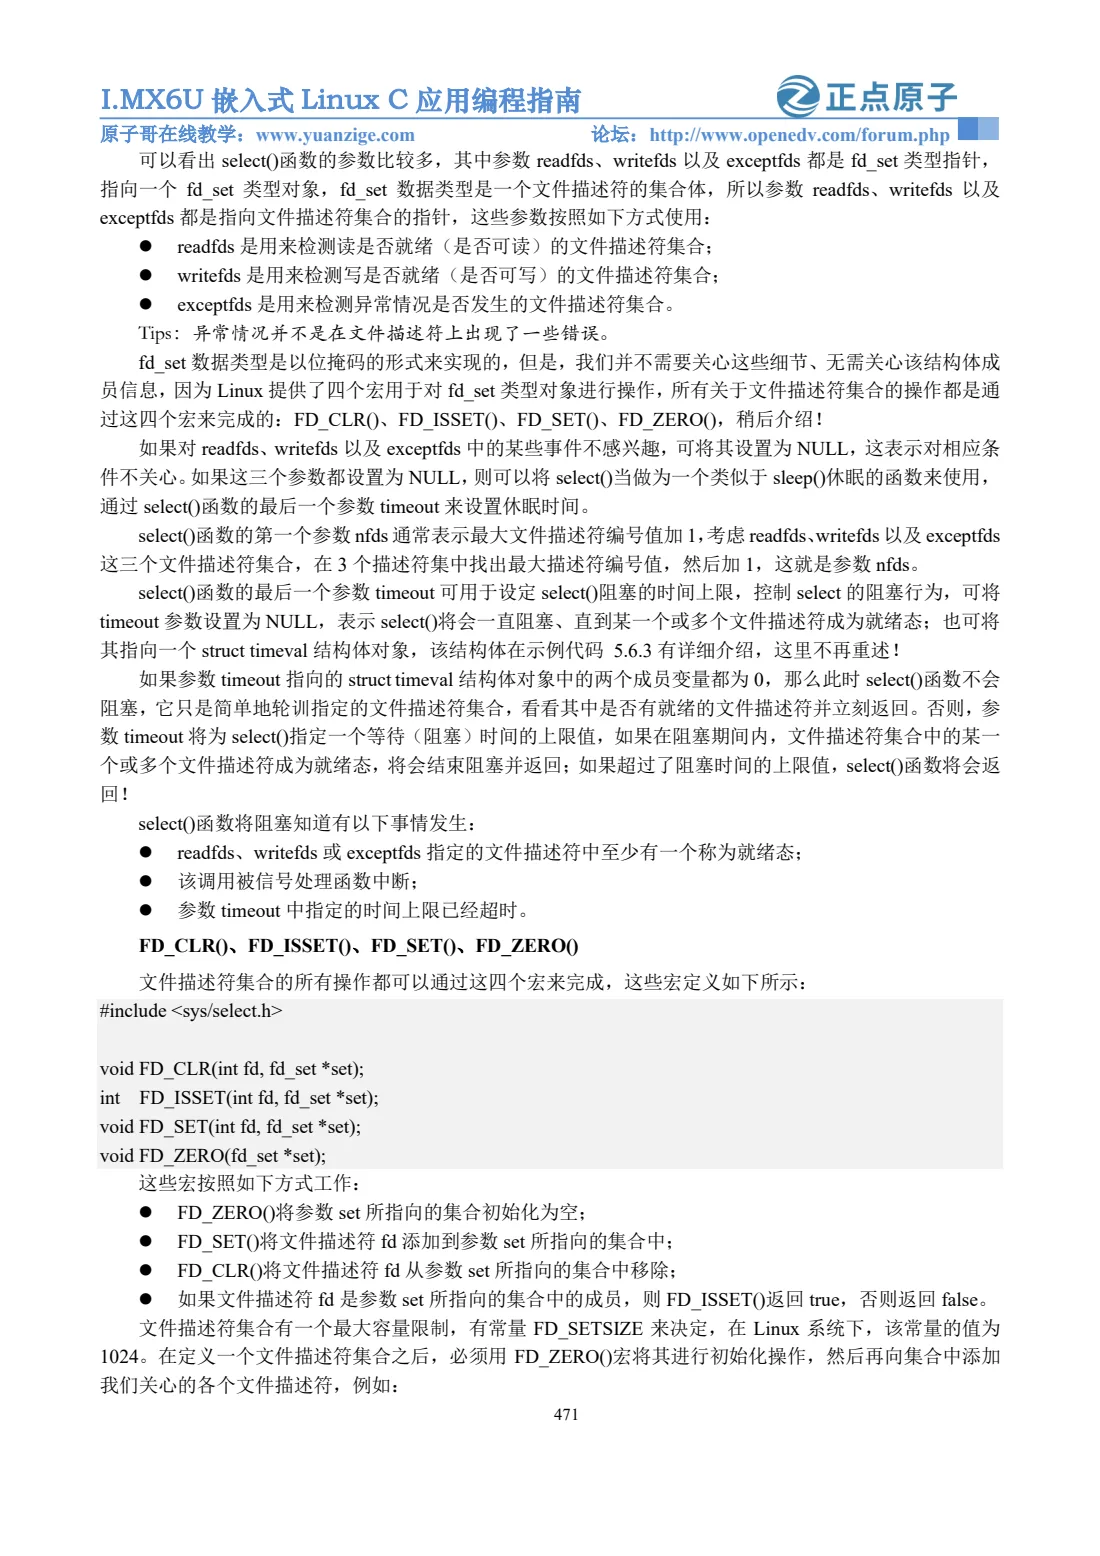 I.MX6U 嵌入式 Linux C 应用编程指南
正点原子
原子哥在线教学：www.yuanzige.com 论坛：http://www.openedv.com/forum.php
可以看出 select()函数的参数比较多，其中参数 readfds、writefds 以及 exceptfds 都是 fd_set 类型指针，
指向一个 fd_set 类型对象，fd_set 数据类型是一个文件描述符的集合体，所以参数 readfds、writefds 以及
exceptfds 都是指向文件描述符集合的指针，这些参数按照如下方式使用：
● readfds 是用来检测读是否就绪（是否可读）的文件描述符集合；
● writefds 是用来检测写是否就绪（是否可写）的文件描述符集合；
● exceptfds 是用来检测异常情况是否发生的文件描述符集合。
Tips：异常情况并不是在文件描述符上出现了一些错误。
fd_set 数据类型是以位掩码的形式来实现的，但是，我们并不需要关心这些细节、无需关心该结构体成
员信息，因为 Linux 提供了四个宏用于对 fd_set 类型对象进行操作，所有关于文件描述符集合的操作都是通
过这四个宏来完成的：FD_CLR()、FD_ISSET()、FD_SET()、FD_ZERO()，稍后介绍！
如果对 readfds、writefds 以及 exceptfds 中的某些事件不感兴趣，可将其设置为 NULL，这表示对相应条
件不关心。如果这三个参数都设置为 NULL，则可以将 select()当做为一个类似于 sleep()休眠的函数来使用，
通过 select()函数的最后一个参数 timeout 来设置休眠时间。
select()函数的第一个参数 nfds 通常表示最大文件描述符编号值加 1，考虑 readfds、writefds 以及 exceptfds
这三个文件描述符集合，在 3 个描述符集中找出最大描述符编号值，然后加 1，这就是参数 nfds。
select()函数的最后一个参数 timeout 可用于设定 select()阻塞的时间上限，控制 select 的阻塞行为，可将
timeout 参数设置为 NULL，表示 select()将会一直阻塞、直到某一个或多个文件描述符成为就绪态；也可将
其指向一个 struct timeval 结构体对象，该结构体在示例代码 5.6.3 有详细介绍，这里不再重述！
如果参数 timeout 指向的 struct timeval 结构体对象中的两个成员变量都为 0，那么此时 select()函数不会
阻塞，它只是简单地轮训指定的文件描述符集合，看看其中是否有就绪的文件描述符并立刻返回。否则，参
数 timeout 将为 select()指定一个等待（阻塞）时间的上限值，如果在阻塞期间内，文件描述符集合中的某一
个或多个文件描述符成为就绪态，将会结束阻塞并返回；如果超过了阻塞时间的上限值，select()函数将会返
回！
select()函数将阻塞知道有以下事情发生：
● readfds、writefds 或 exceptfds 指定的文件描述符中至少有一个称为就绪态；
● 该调用被信号处理函数中断；
● 参数 timeout 中指定的时间上限已经超时。
FD_CLR()、FD_ISSET()、FD_SET()、FD_ZERO()
文件描述符集合的所有操作都可以通过这四个宏来完成，这些宏定义如下所示：
#include <sys/select.h>
void FD_CLR(int fd, fd_set *set);
int FD_ISSET(int fd, fd_set *set);
void FD_SET(int fd, fd_set *set);
void FD_ZERO(fd_set *set);
这些宏按照如下方式工作：
● FD_ZERO()将参数 set 所指向的集合初始化为空；
● FD_SET()将文件描述符 fd 添加到参数 set 所指向的集合中；
● FD_CLR()将文件描述符 fd 从参数 set 所指向的集合中移除；
● 如果文件描述符 fd 是参数 set 所指向的集合中的成员，则 FD_ISSET()返回 true，否则返回 false。
文件描述符集合有一个最大容量限制，有常量 FD_SETSIZE 来决定，在 Linux 系统下，该常量的值为
1024。在定义一个文件描述符集合之后，必须用 FD_ZERO()宏将其进行初始化操作，然后再向集合中添加
我们关心的各个文件描述符，例如：
471